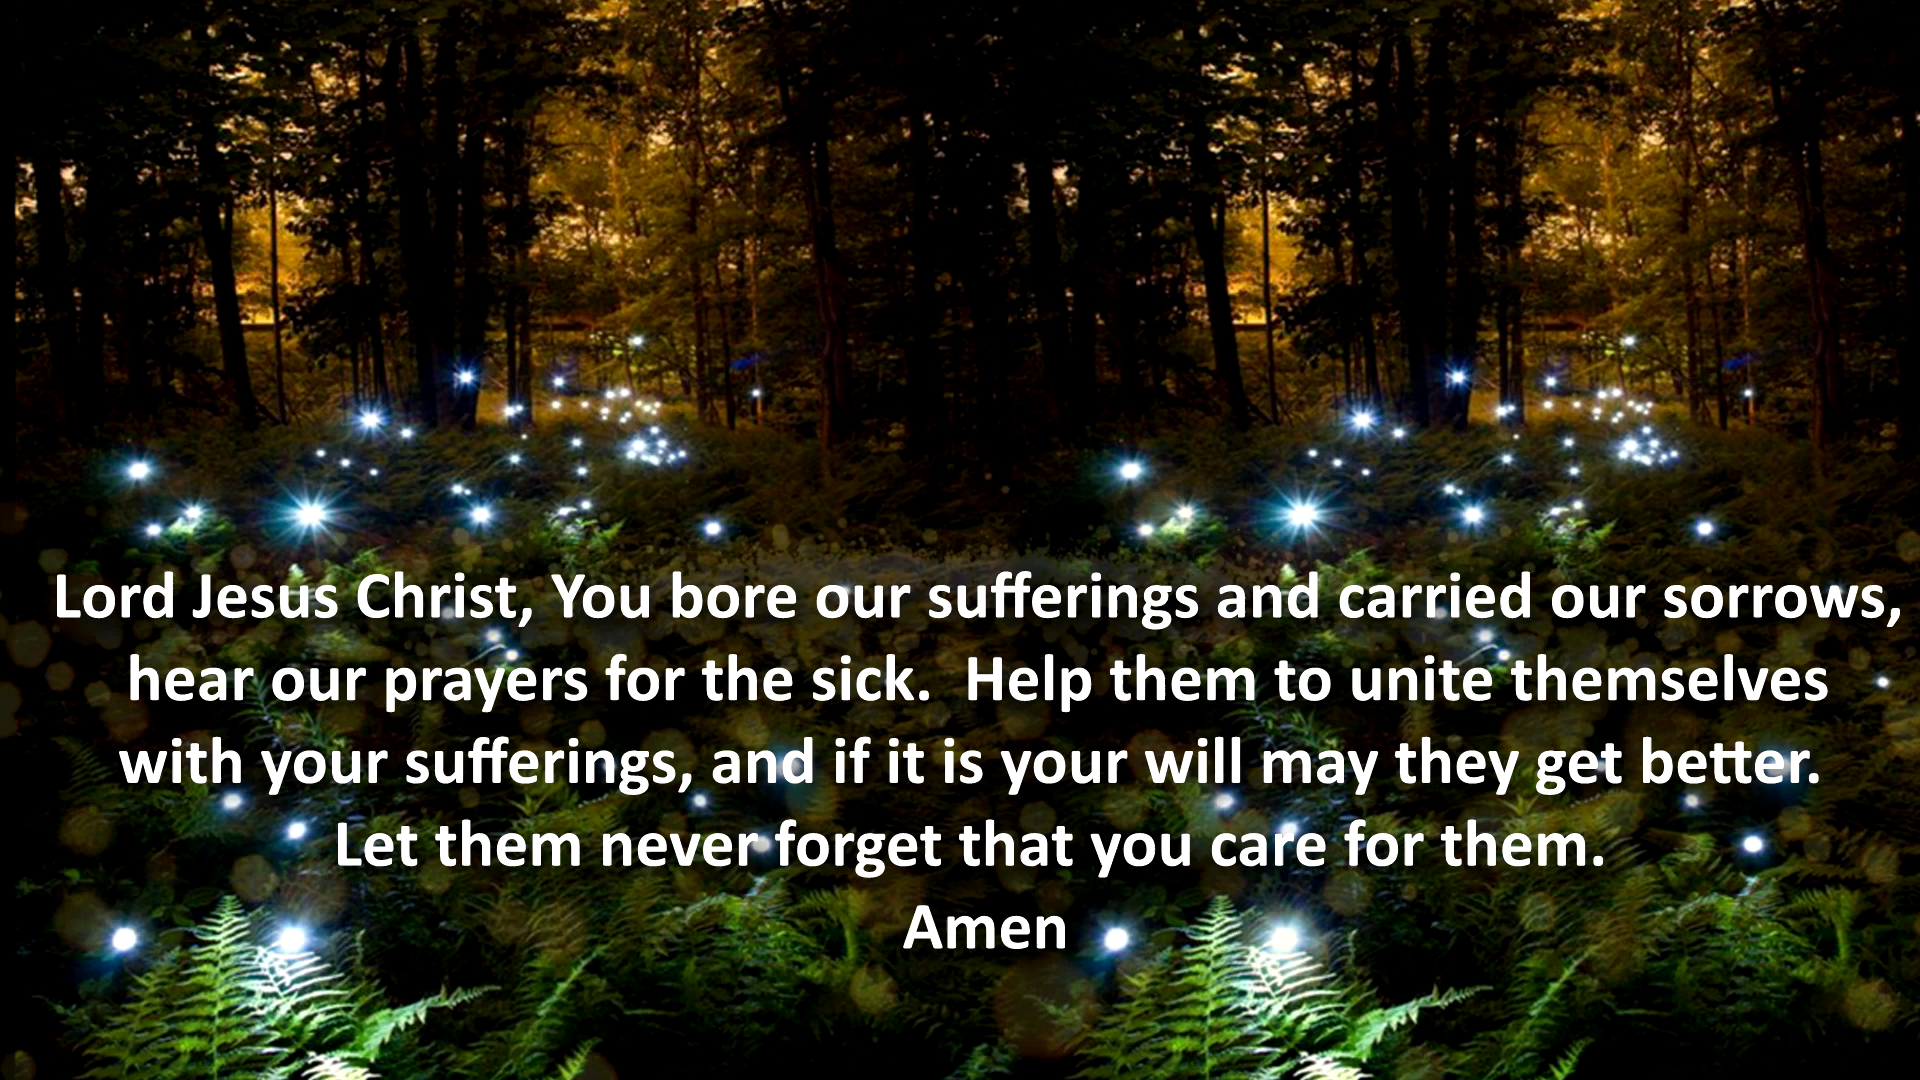 Lord Jesus Christ, You bore our sufferings and carried our sorrows,
hear our prayers for the sick.  Help them to unite themselves
with your sufferings, and if it is your will may they get better.
Let them never forget that you care for them.
Amen